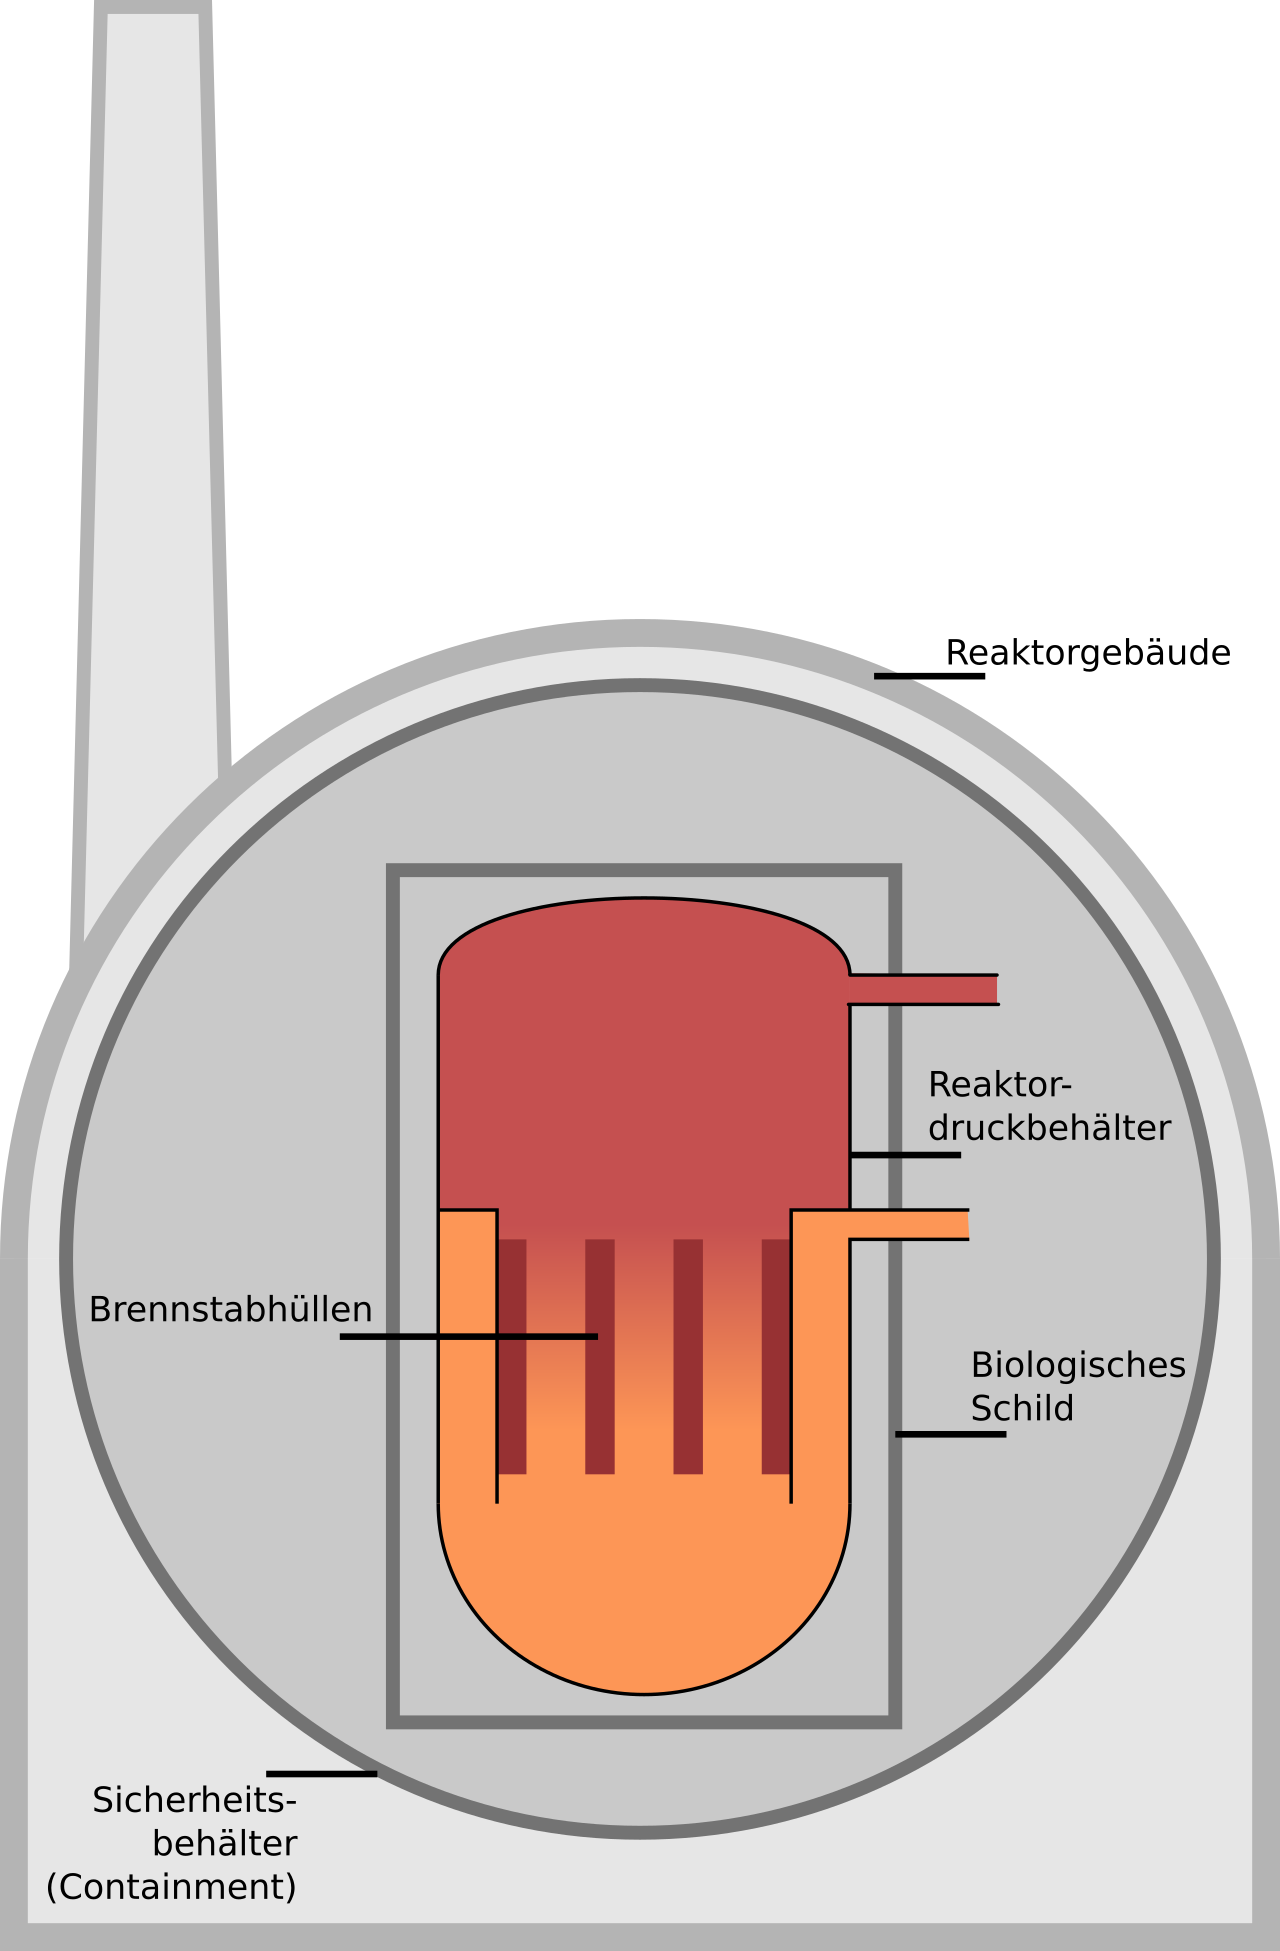 Reaktorgebäude
Reaktor-
druckbehälter
Brennstabhüllen
Biologisches
Schild
Sicherheits-
behälter
(Containment)